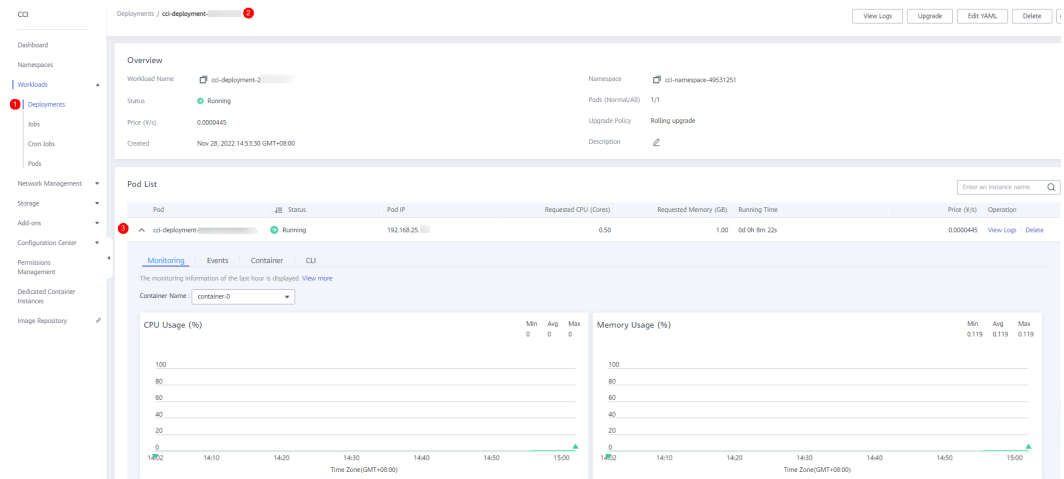 CCI
Deployments / cci-deployment- 2
View Logs Upgrade Edit YAML Delete
Dashboard
Namespaces
Workloads
1 Deployments
Jobs
Cron Jobs
Pods
Network Management
Storage
Add-ons
Configuration Center
Permissions
Management
Dedicated Container
Instances
Image Repository
Overview
Workload Name cci-deployment-2
Namespace cci-namespace-49531251
Status Running
Pods (Normal/All) 1/1
Price (¥/s) 0.0000445
Upgrade Policy Rolling upgrade
Created Nov 28, 2022 14:53:30 GMT+08:00
Description
Pod List
Enter an instance name.
Pod Status Pod IP Requested CPU (Cores) Requested Memory (GB) Running Time Price (¥/s) Operation
3 cci-deployment- Running 192.168.25. 0.50 1.00 0d 0h 8m 22s 0.0000445 View Logs Delete
Monitoring Events Container CLI
The monitoring information of the last hour is displayed. View more
Container Name : container-0
CPU Usage (%)
Min Avg Max
0 0 0
100
80
60
40
20
0
14:02 14:10 14:20 14:30 14:40 14:50 15:00
Time Zone(GMT+08:00)
Memory Usage (%)
Min Avg Max
0.119 0.119 0.119
100
80
60
40
20
0
14:02 14:10 14:20 14:30 14:40 14:50 15:00
Time Zone(GMT+08:00)